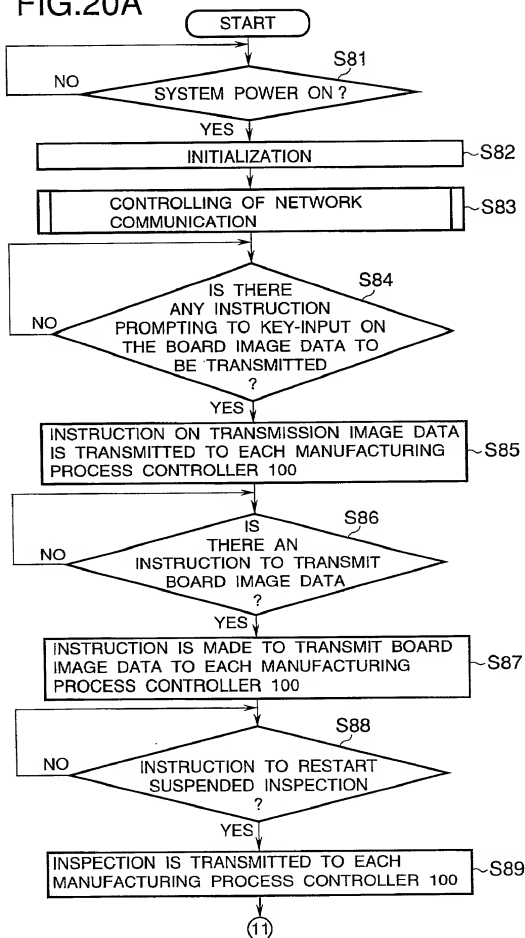 FIG.20A
START
S81
SYSTEM POWER ON ?
NO
YES
INITIALIZATION
S82
CONTROLLING OF NETWORK
COMMUNICATION
S83
S84
IS THERE
ANY INSTRUCTION
PROMPTING TO KEY-INPUT ON
THE BOARD IMAGE DATA TO
BE TRANSMITTED
?
NO
YES
INSTRUCTION ON TRANSMISSION IMAGE DATA
IS TRANSMITTED TO EACH MANUFACTURING
PROCESS CONTROLLER 100
S85
S86
IS
THERE AN
INSTRUCTION TO TRANSMIT
BOARD IMAGE DATA
?
NO
YES
INSTRUCTION IS MADE TO TRANSMIT BOARD
IMAGE DATA TO EACH MANUFACTURING
PROCESS CONTROLLER 100
S87
S88
INSTRUCTION TO RESTART
SUSPENDED INSPECTION
?
NO
YES
INSPECTION IS TRANSMITTED TO EACH
MANUFACTURING PROCESS CONTROLLER 100
S89
11